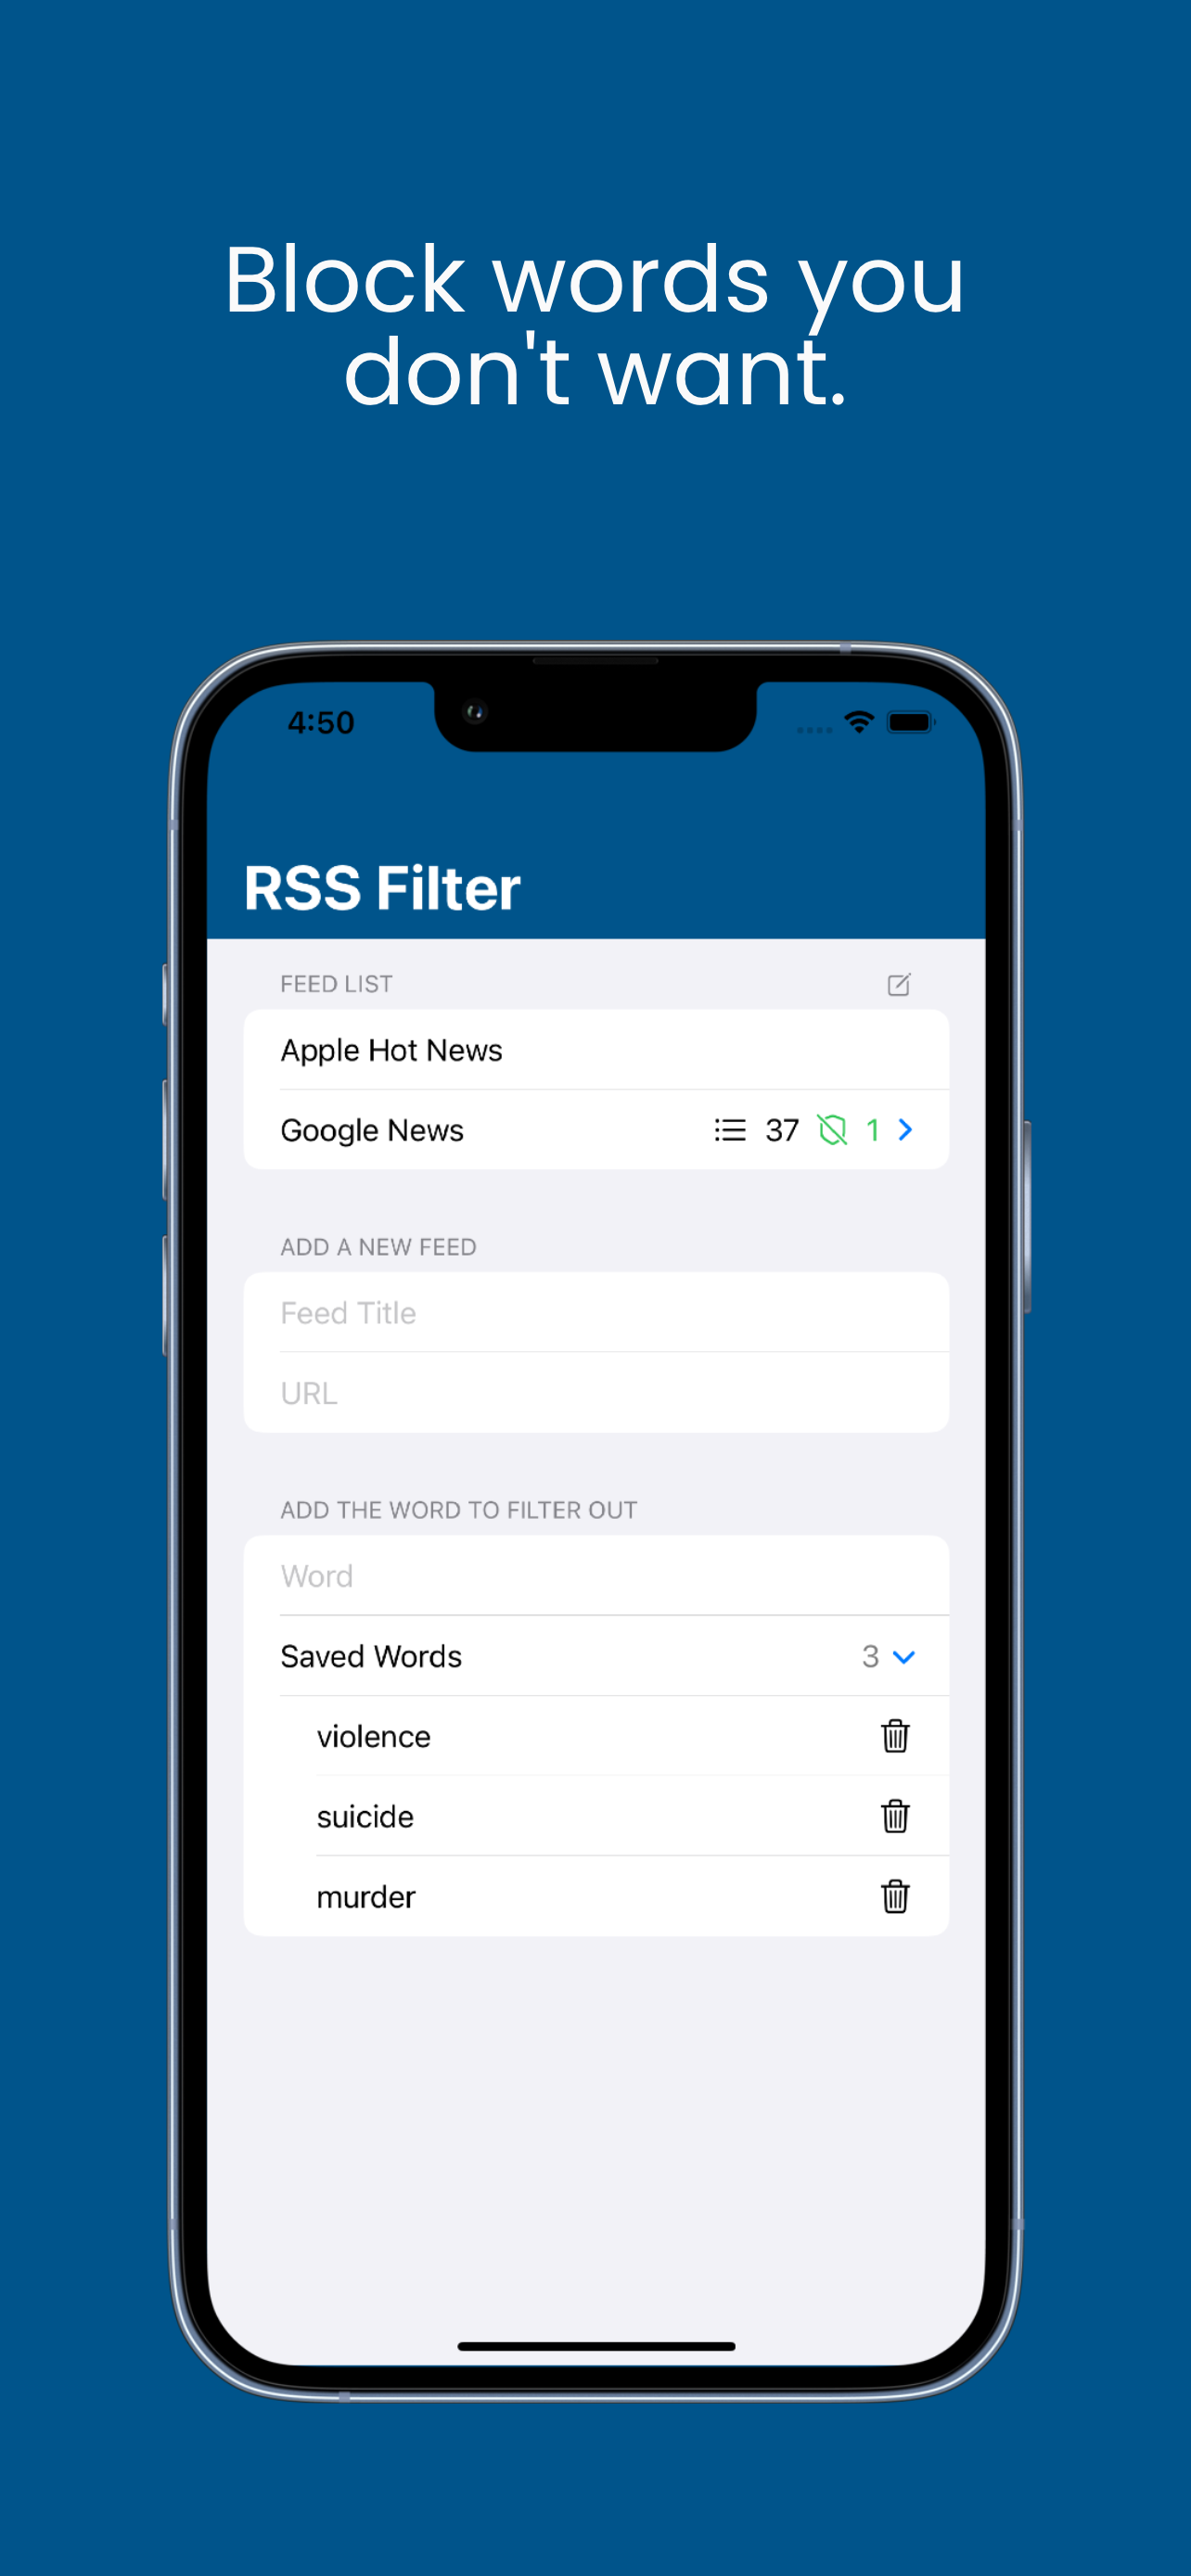 Block words you
don't want.
4:50
RSS Filter
FEED LIST
Apple Hot News
Google News 37 1
ADD A NEW FEED
Feed Title
URL
ADD THE WORD TO FILTER OUT
Word
Saved Words 3
violence
suicide
murder